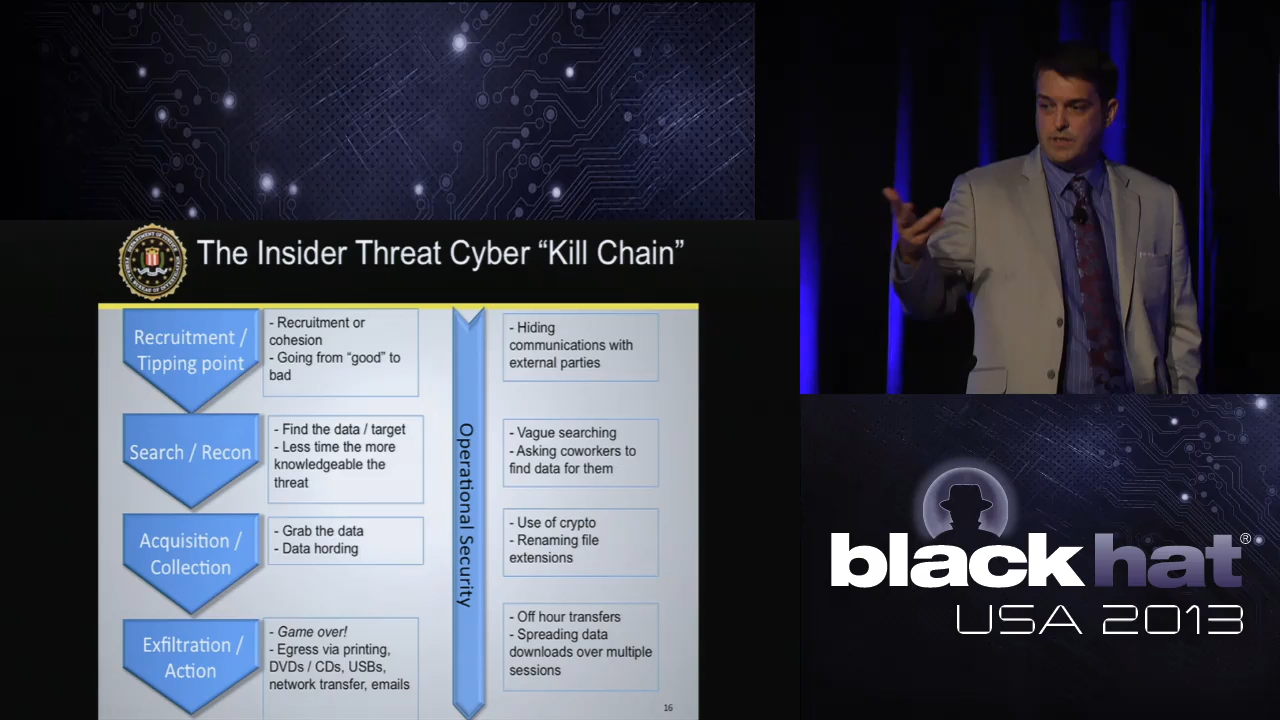 The Insider Threat Cyber “Kill Chain”
Recruitment /
Tipping point
- Recruitment or
cohesion
- Going from “good” to
bad
- Hiding
communications with
external parties
Search / Recon
- Find the data / target
- Less time the more
knowledgeable the
threat
- Vague searching
- Asking coworkers to
find data for them
Operational Security
Acquisition /
Collection
- Grab the data
- Data hording
- Use of crypto
- Renaming file
extensions
Exfiltration /
Action
- Game over!
- Egress via printing,
DVDs / CDs, USBs,
network transfer, emails
- Off hour transfers
- Spreading data
downloads over multiple
sessions
16
black hat®
USA 2013